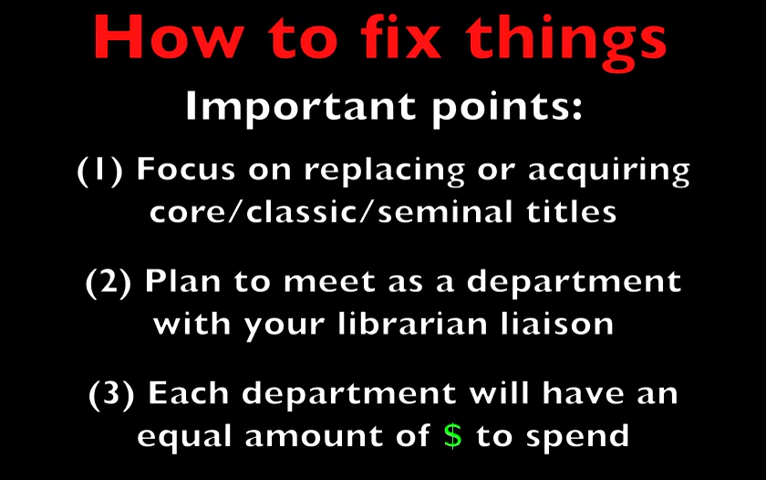 How to fix things
Important points:
(1) Focus on replacing or acquiring
core/classic/seminal titles
(2) Plan to meet as a department
with your librarian liaison
(3) Each department will have an
equal amount of $ to spend